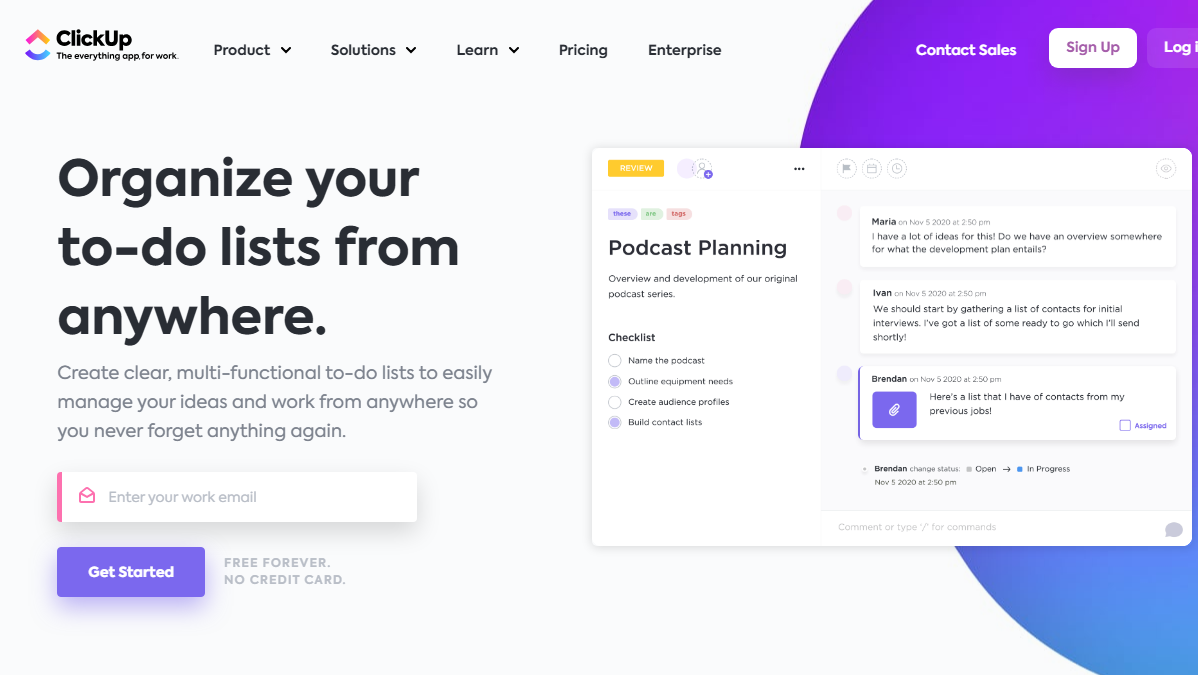 ClickUp
The everything app, for work.
Product
Solutions
Learn
Pricing
Enterprise
Contact Sales
Sign Up
Log i
Organize your
to-do lists from
anywhere.
Create clear, multi-functional to-do lists to easily
manage your ideas and work from anywhere so
you never forget anything again.
Enter your work email
Get Started
FREE FOREVER.
NO CREDIT CARD.
REVIEW
these are tags
Podcast Planning
Overview and development of our original
podcast series.
Checklist
Name the podcast
Outline equipment needs
Create audience profiles
Build contact lists
Maria on Nov 5 2020 at 2:50 pm
I have a lot of ideas for this! Do we have an overview somewhere
for what the development plan entails?
Ivan on Nov 5 2020 at 2:50 pm
We should start by gathering a list of contacts for initial
interviews. I've got a list of some ready to go which I'll send
shortly!
Brendan on Nov 5 2020 at 2:50 pm
Here's a list that I have of contacts from my
previous jobs!
Assigned
Brendan change status: Open → In Progress
Nov 5 2020 at 2:50 pm
Comment or type '/' for commands